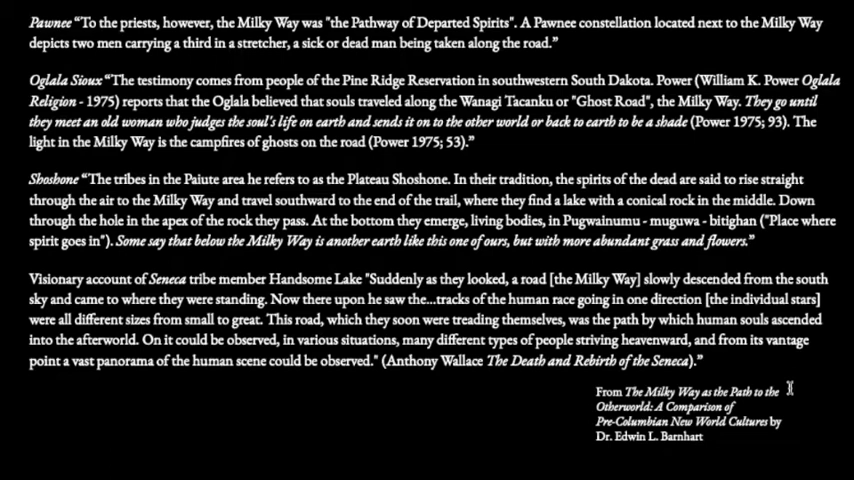 Pawnee “To the priests, however, the Milky Way was "the Pathway of Departed Spirits". A Pawnee constellation located next to the Milky Way
depicts two men carrying a third in a stretcher, a sick or dead man being taken along the road.”
Oglala Sioux “The testimony comes from people of the Pine Ridge Reservation in southwestern South Dakota. Power (William K. Power Oglala
Religion - 1975) reports that the Oglala believed that souls traveled along the Wanagi Tacanku or "Ghost Road", the Milky Way. They go until
they meet an old woman who judges the soul's life on earth and sends it on to the other world or back to earth to be a shade (Power 1975; 93). The
light in the Milky Way is the campfires of ghosts on the road (Power 1975; 53).”
Shoshone “The tribes in the Paiute area he refers to as the Plateau Shoshone. In their tradition, the spirits of the dead are said to rise straight
through the air to the Milky Way and travel southward to the end of the trail, where they find a lake with a conical rock in the middle. Down
through the hole in the apex of the rock they pass. At the bottom they emerge, living bodies, in Pugwainumu - muguwa - bitighan ("Place where
spirit goes in"). Some say that below the Milky Way is another earth like this one of ours, but with more abundant grass and flowers.”
Visionary account of Seneca tribe member Handsome Lake "Suddenly as they looked, a road [the Milky Way] slowly descended from the south
sky and came to where they were standing. Now there upon he saw the...tracks of the human race going in one direction [the individual stars]
were all different sizes from small to great. This road, which they soon were treading themselves, was the path by which human souls ascended
into the afterworld. On it could be observed, in various situations, many different types of people striving heavenward, and from its vantage
point a vast panorama of the human scene could be observed." (Anthony Wallace The Death and Rebirth of the Seneca).”
From The Milky Way as the Path to the
Otherworld: A Comparison of
Pre-Columbian New World Cultures by
Dr. Edwin L. Barnhart